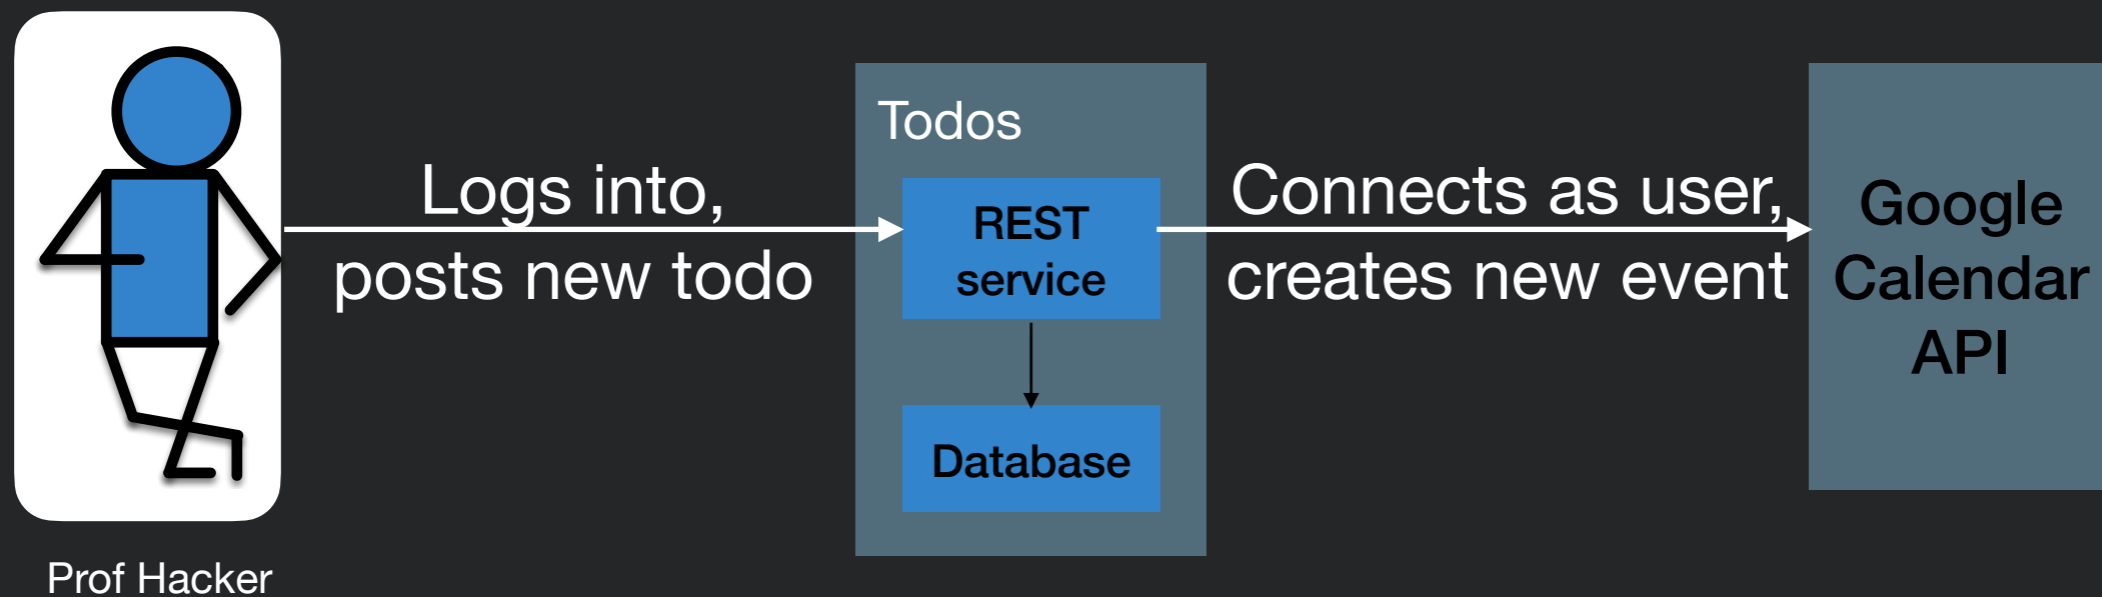 Logs into,
posts new todo
Todos
REST
service
Database
Connects as user,
creates new event
Google
Calendar
API
Prof Hacker